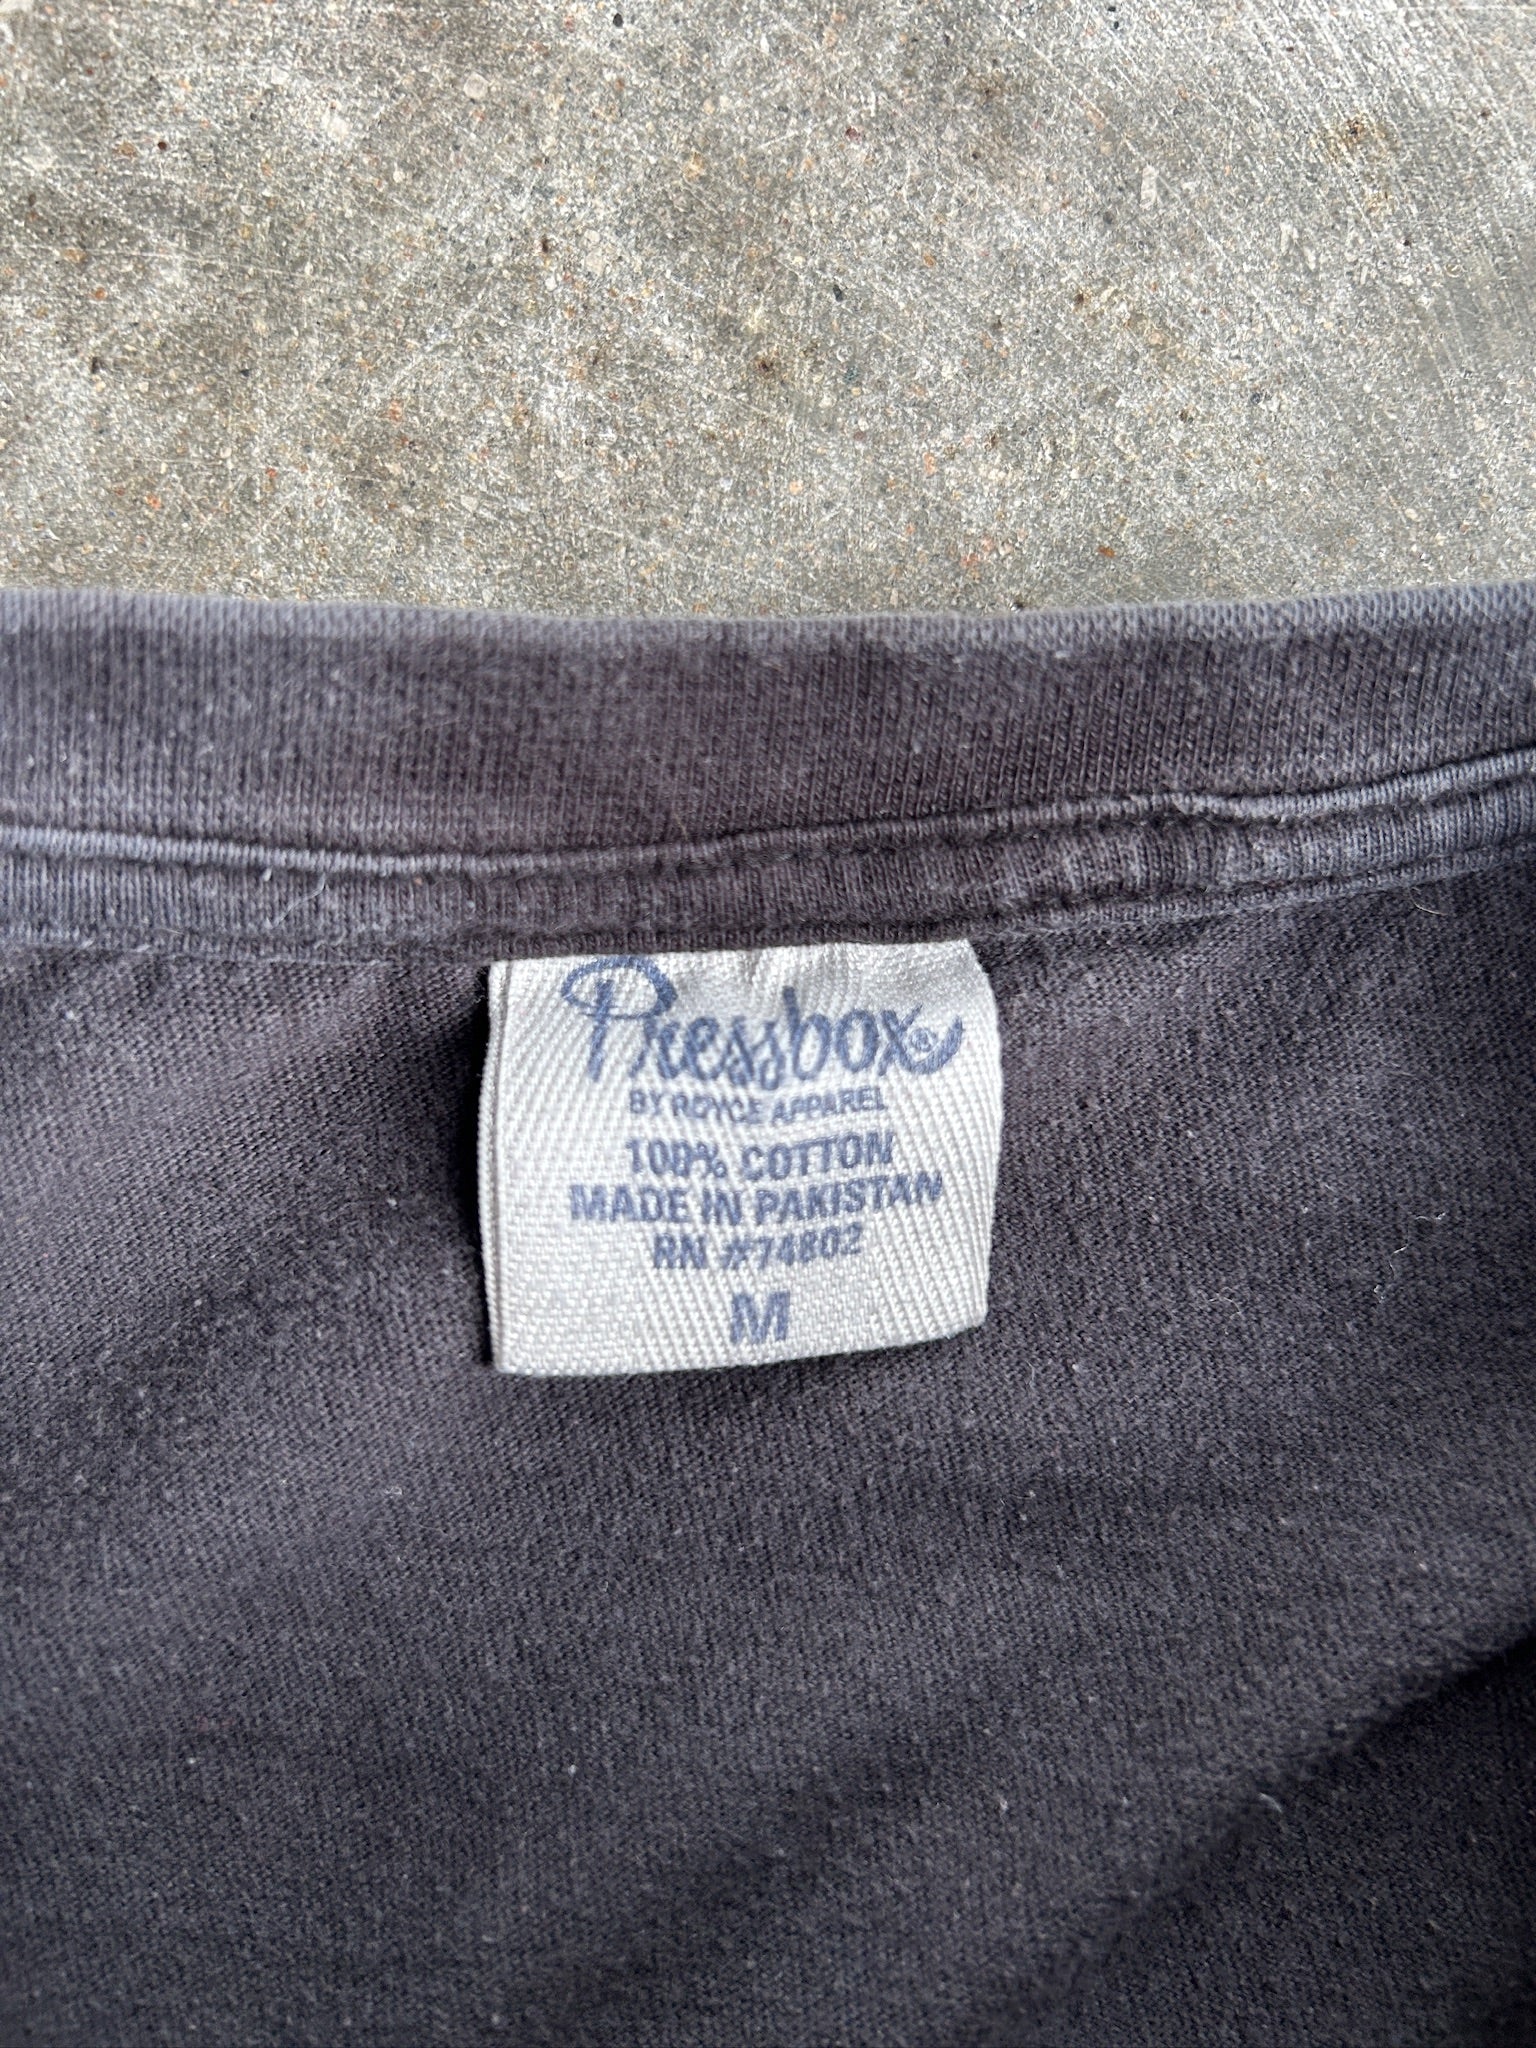 Pressbox®
BY ROYCE APPAREL
100% COTTON
MADE IN PAKISTAN
RN #74802
M